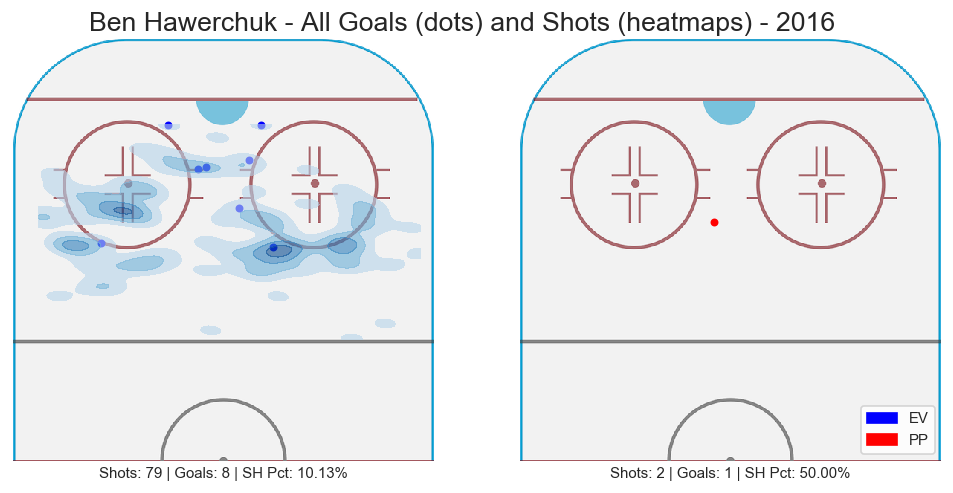 Ben Hawerchuk - All Goals (dots) and Shots (heatmaps) - 2016
EV
PP
Shots: 79 | Goals: 8 | SH Pct: 10.13%
Shots: 2 | Goals: 1 | SH Pct: 50.00%